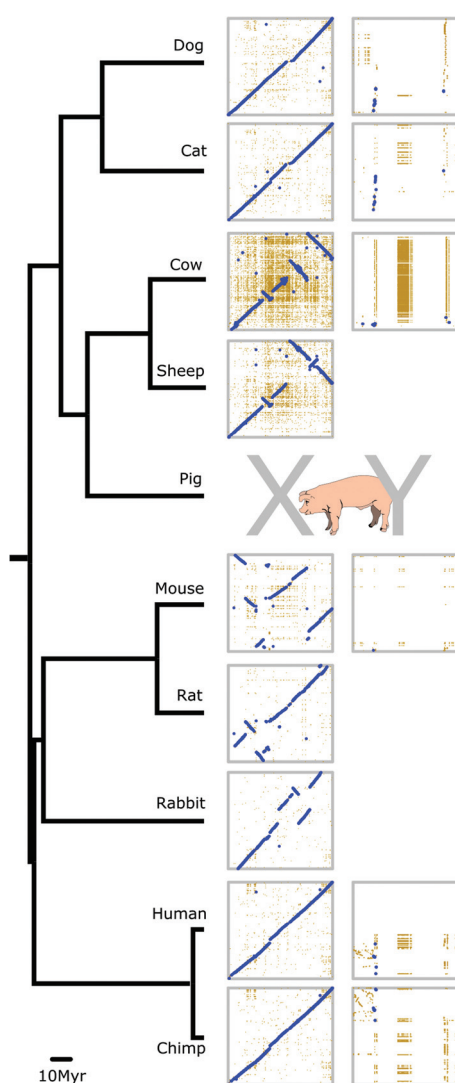 Dog
Cat
Cow
Sheep
Pig
X Y
Mouse
Rat
Rabbit
Human
Chimp
10Myr